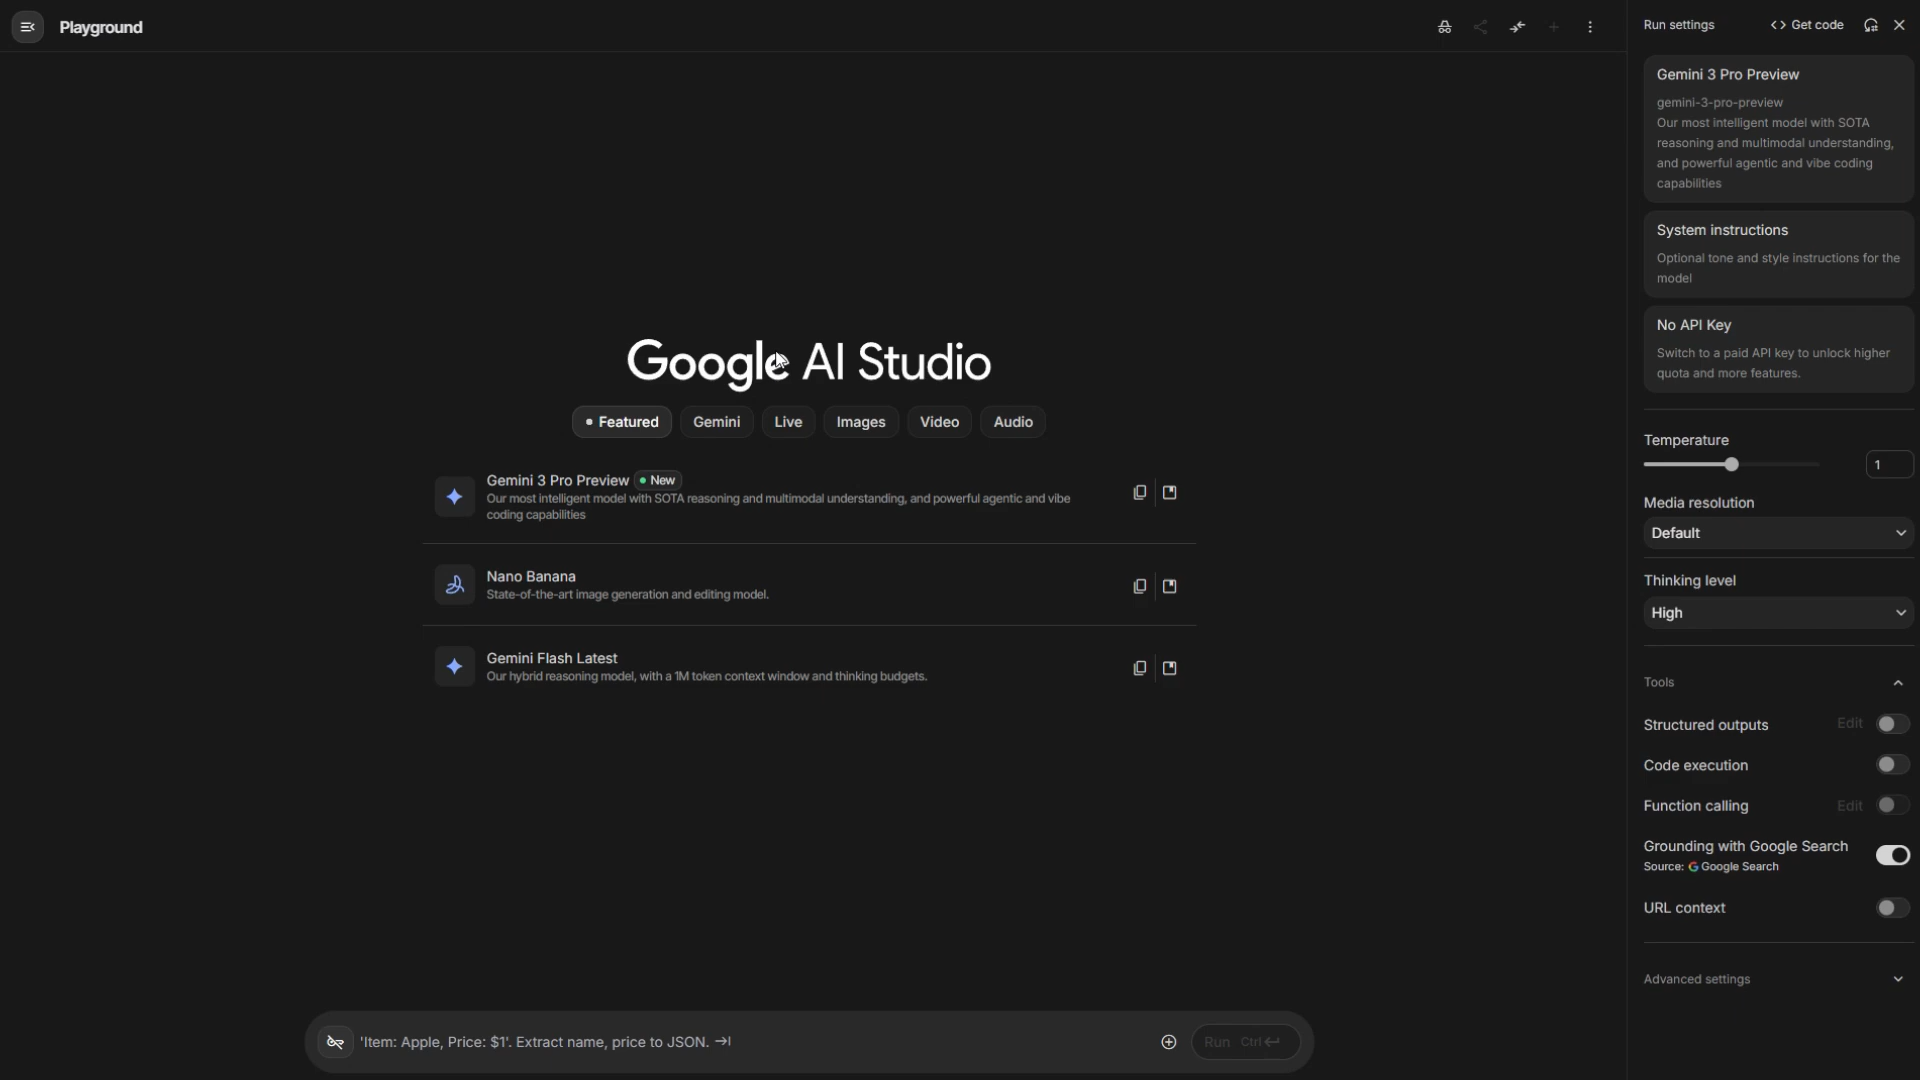 Playground
Google AI Studio
Featured
Gemini
Live
Images
Video
Audio
Gemini 3 Pro Preview New
Our most intelligent model with SOTA reasoning and multimodal understanding, and powerful agentic and vibe
coding capabilities
Nano Banana
State-of-the-art image generation and editing model.
Gemini Flash Latest
Our hybrid reasoning model, with a 1M token context window and thinking budgets.
'Item: Apple, Price: $1'. Extract name, price to JSON.
Run Ctrl
Run settings
Get code
Gemini 3 Pro Preview
gemini-3-pro-preview
Our most intelligent model with SOTA
reasoning and multimodal understanding,
and powerful agentic and vibe coding
capabilities
System instructions
Optional tone and style instructions for the
model
No API Key
Switch to a paid API key to unlock higher
quota and more features.
Temperature
1
Media resolution
Default
Thinking level
High
Tools
Structured outputs Edit
Code execution
Function calling Edit
Grounding with Google Search
Source: Google Search
URL context
Advanced settings